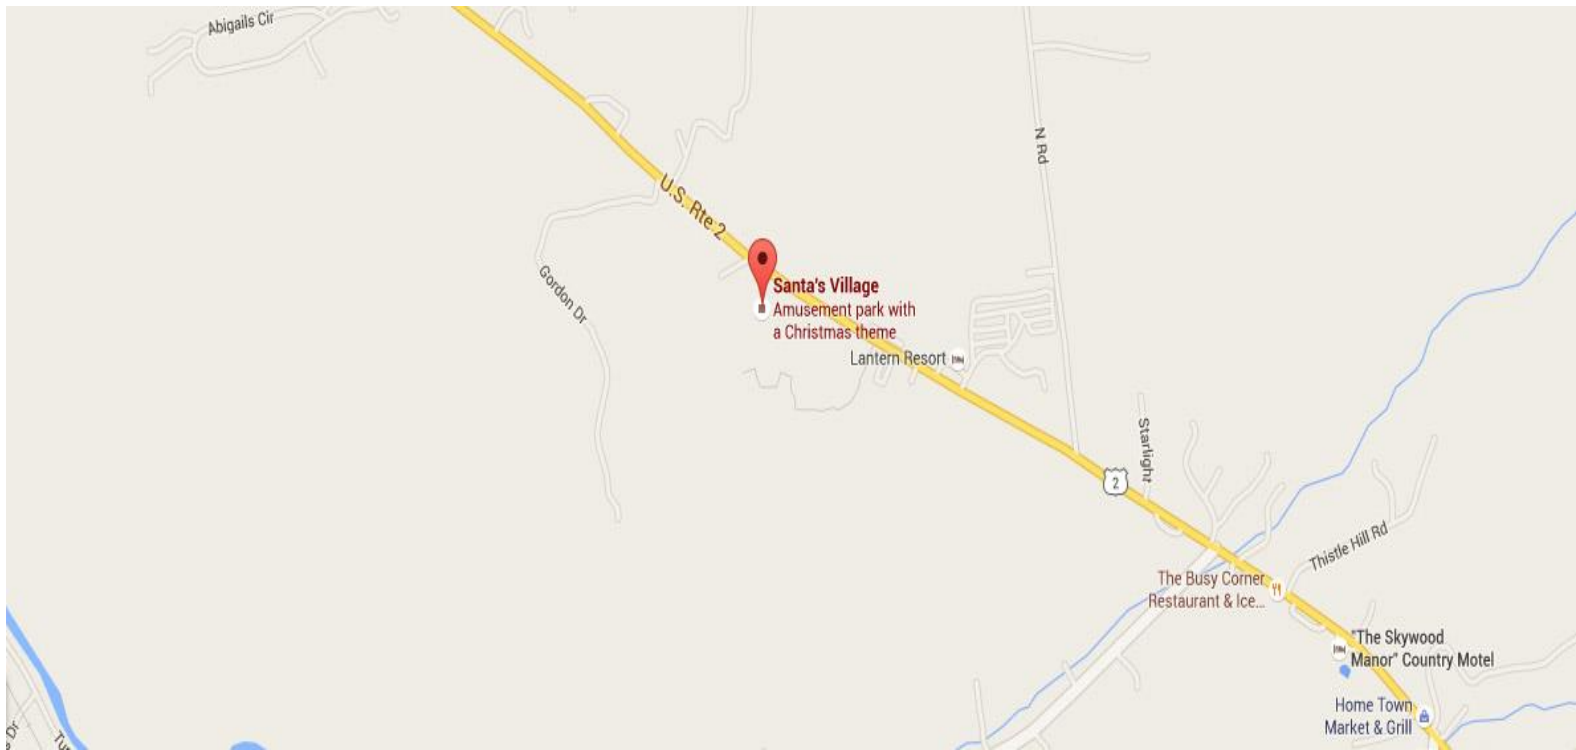 Abigails Cir
N Rd
U.S. Rte 2
Gordon Dr
Santa's Village
Amusement park with
a Christmas theme
Lantern Resort
Starlight
2
Thistle Hill Rd
The Busy Corner
Restaurant & Ice...
"The Skywood
Manor" Country Motel
Home Town
Market & Grill
Dr